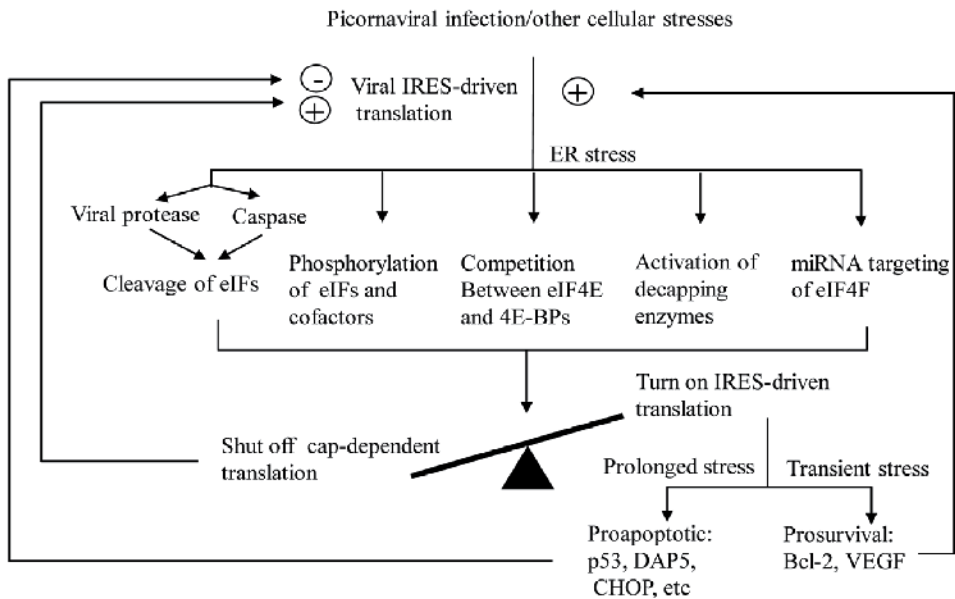 Picornaviral infection/other cellular stresses
-
Viral IRES-driven
translation
+
+
ER stress
Viral protease
Caspase
Cleavage of eIFs
Phosphorylation
of eIFs and
cofactors
Competition
Between eIF4E
and 4E-BPs
Activation of
decapping
enzymes
miRNA targeting
of eIF4F
Turn on IRES-driven
translation
Shut off cap-dependent
translation
Prolonged stress
Transient stress
Proapoptotic:
p53, DAP5,
CHOP, etc
Prosurvival:
Bcl-2, VEGF